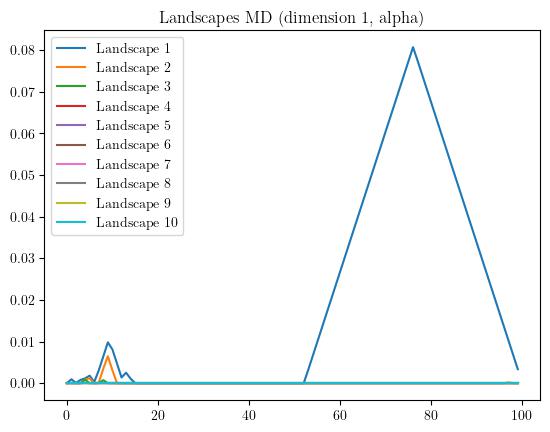 Landscapes MD (dimension 1, alpha)
Landscape 1
Landscape 2
Landscape 3
Landscape 4
Landscape 5
Landscape 6
Landscape 7
Landscape 8
Landscape 9
Landscape 10
0.08
0.07
0.06
0.05
0.04
0.03
0.02
0.01
0.00
0 20 40 60 80 100